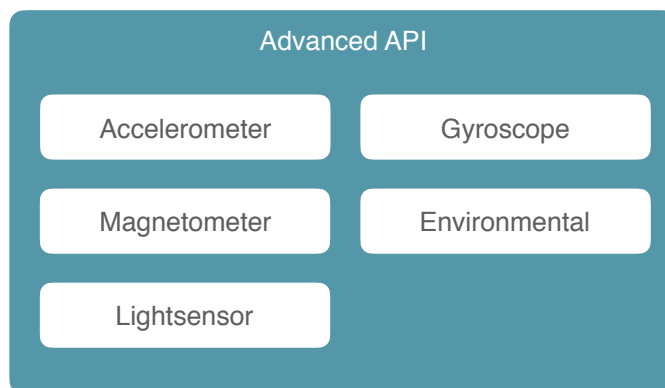 Advanced API
Accelerometer
Gyroscope
Magnetometer
Environmental
Lightsensor